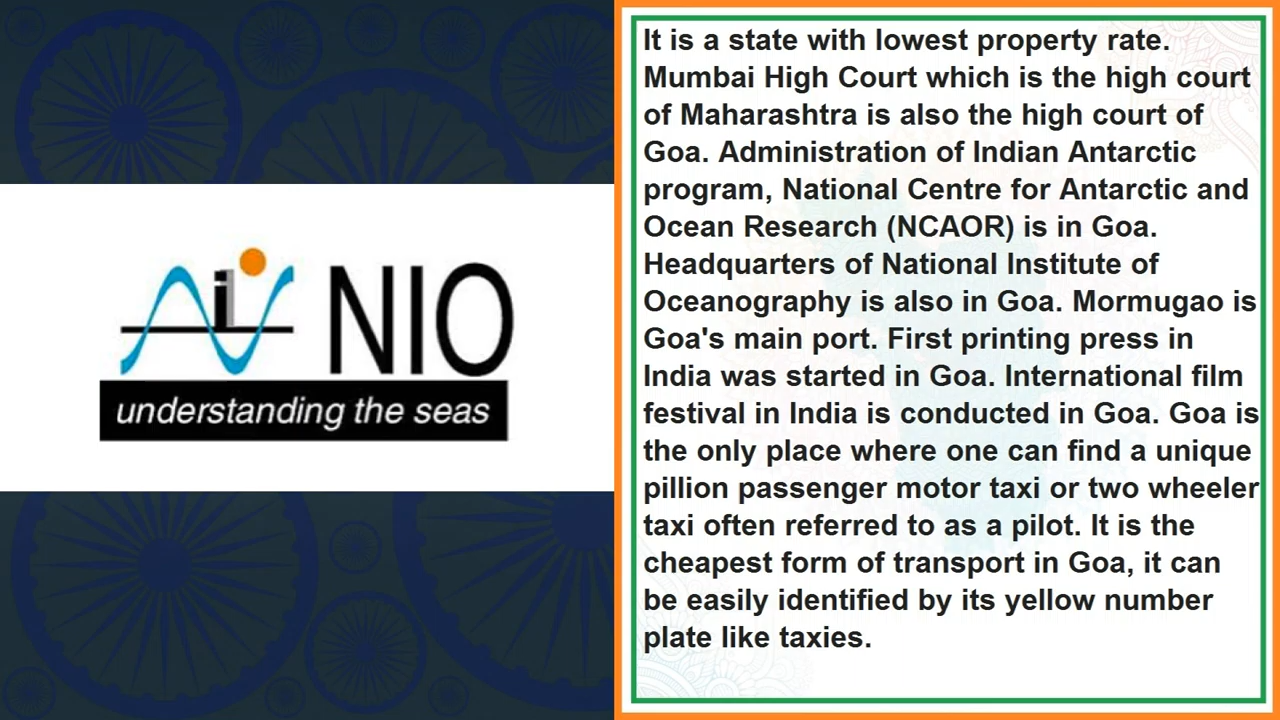 NIO
understanding the seas
It is a state with lowest property rate.
Mumbai High Court which is the high court
of Maharashtra is also the high court of
Goa. Administration of Indian Antarctic
program, National Centre for Antarctic and
Ocean Research (NCAOR) is in Goa.
Headquarters of National Institute of
Oceanography is also in Goa. Mormugao is
Goa's main port. First printing press in
India was started in Goa. International film
festival in India is conducted in Goa. Goa is
the only place where one can find a unique
pillion passenger motor taxi or two wheeler
taxi often referred to as a pilot. It is the
cheapest form of transport in Goa, it can
be easily identified by its yellow number
plate like taxies.